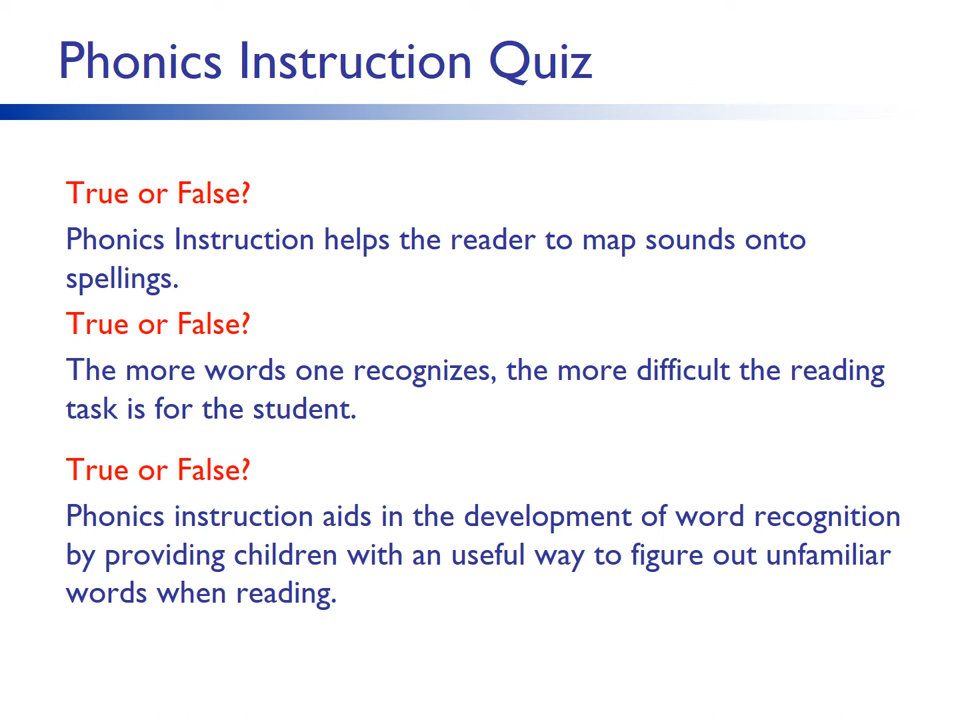 Phonics Instruction Quiz
True or False?
Phonics Instruction helps the reader to map sounds onto
spellings.
True or False?
The more words one recognizes, the more difficult the reading
task is for the student.
True or False?
Phonics instruction aids in the development of word recognition
by providing children with an useful way to figure out unfamiliar
words when reading.